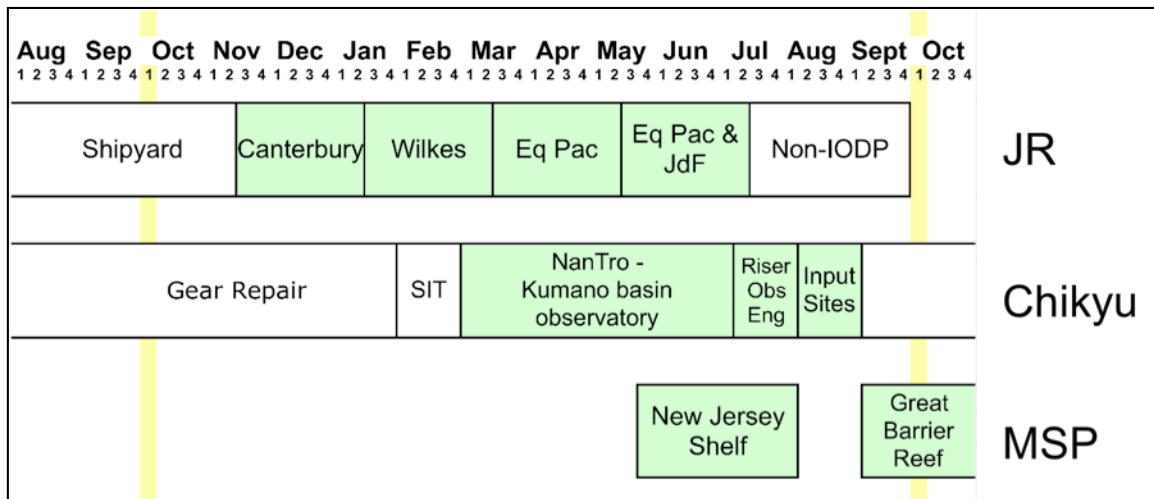 Aug Sep Oct Nov Dec Jan Feb Mar Apr May Jun Jul Aug Sept Oct
1 2 3 4 1 2 3 4 1 2 3 4 1 2 3 4 1 2 3 4 1 2 3 4 1 2 3 4 1 2 3 4 1 2 3 4 1 2 3 4 1 2 3 4 1 2 3 4 1 2 3 4 1 2 3 4 1 2 3 4
Shipyard
Canterbury
Wilkes
Eq Pac
Eq Pac &
JdF
Non-IODP
JR
Gear Repair
SIT
NanTro -
Kumano basin
observatory
Riser
Obs
Eng
Input
Sites
Chikyu
New Jersey
Shelf
Great
Barrier
Reef
MSP